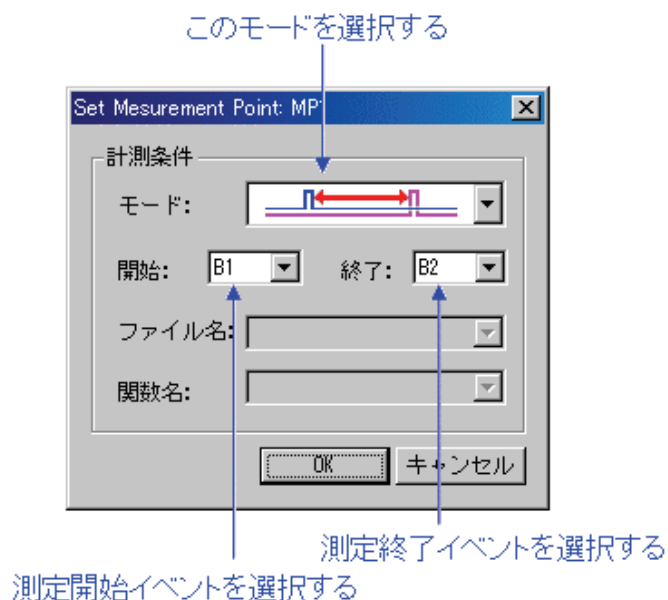 このモードを選択する
Set Mesurement Point: MP
計測条件
モード:
開始: B1 終了: B2
ファイル名:
関数名:
OK キャンセル
測定終了イベントを選択する
測定開始イベントを選択する